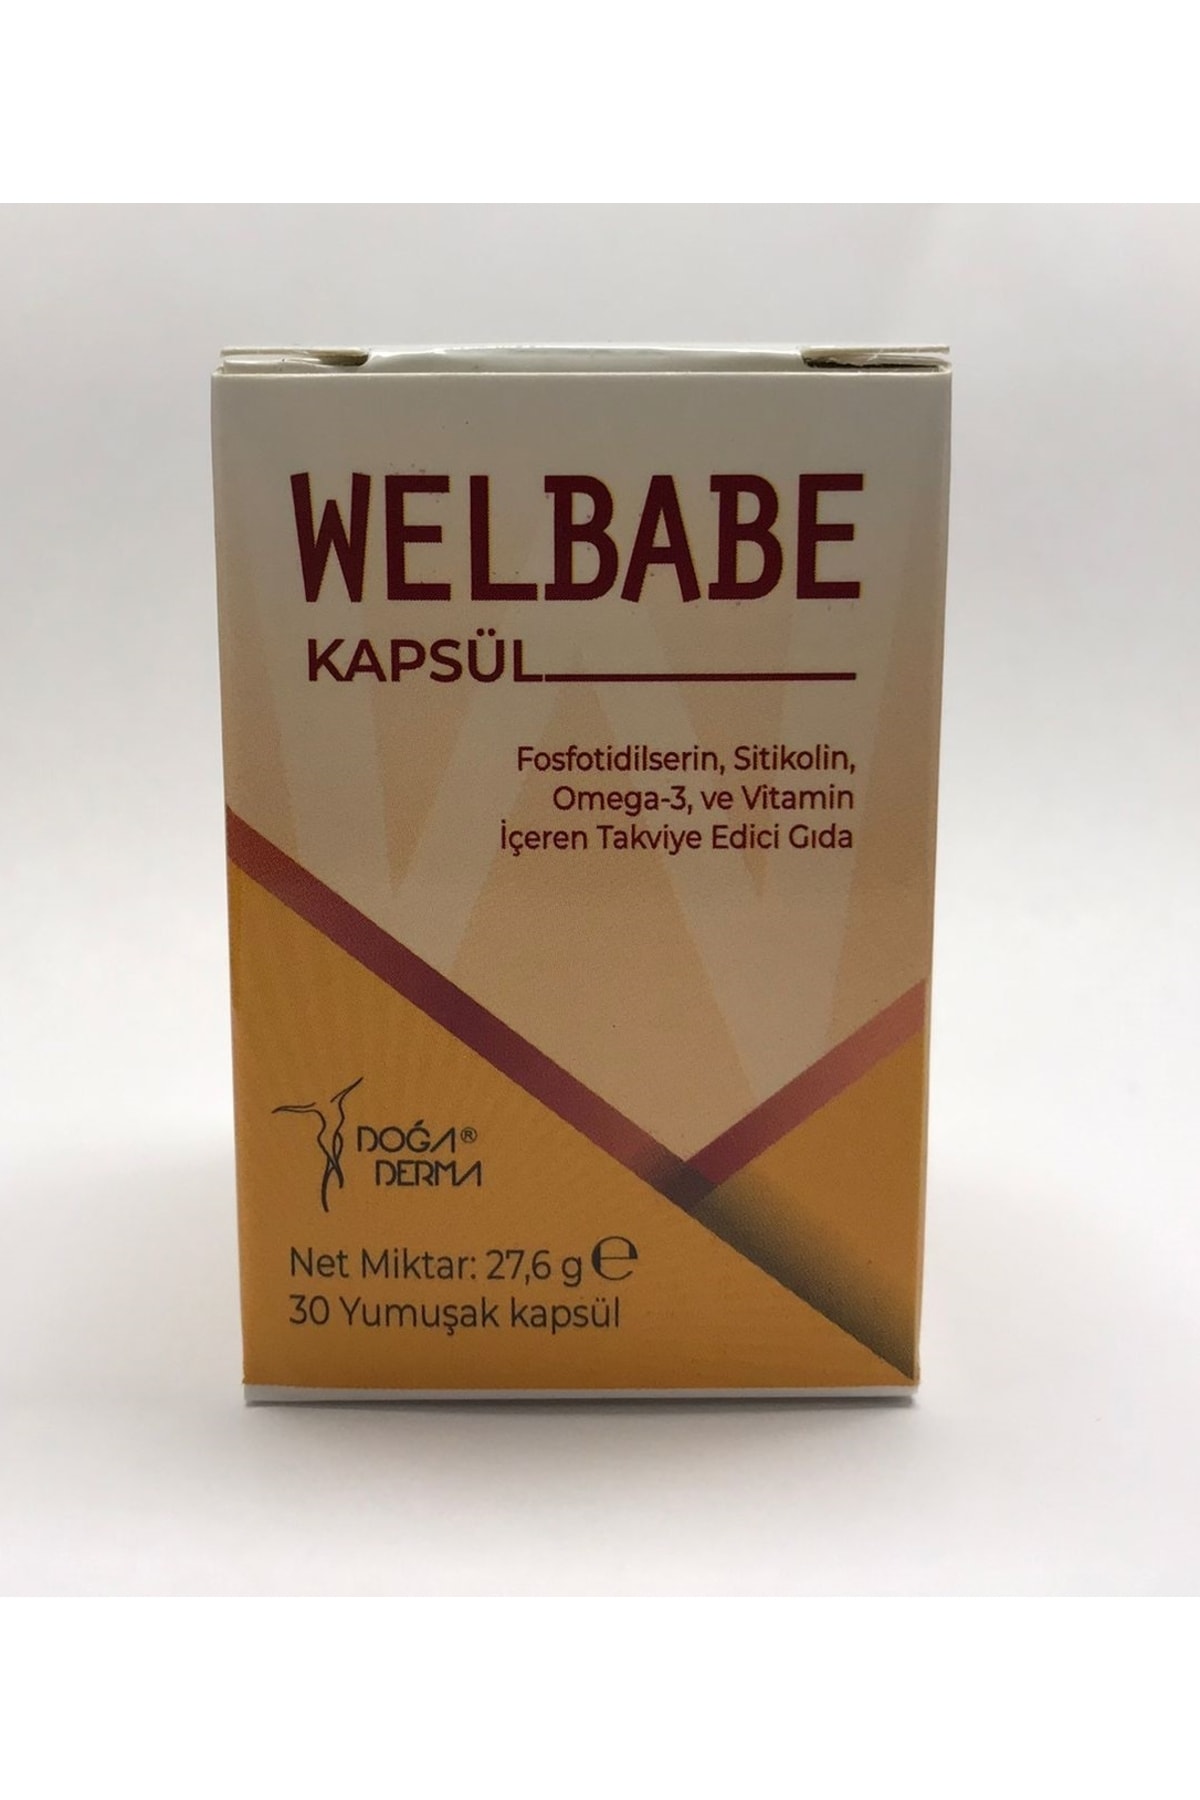 WELBABE
KAPSÜL
Fosfotidilserin, Sitikolin,
Omega-3, ve Vitamin
İçeren Takviye Edici Gıda
DOĞA®
DERMA
Net Miktar: 27,6 g ℮
30 Yumuşak kapsül